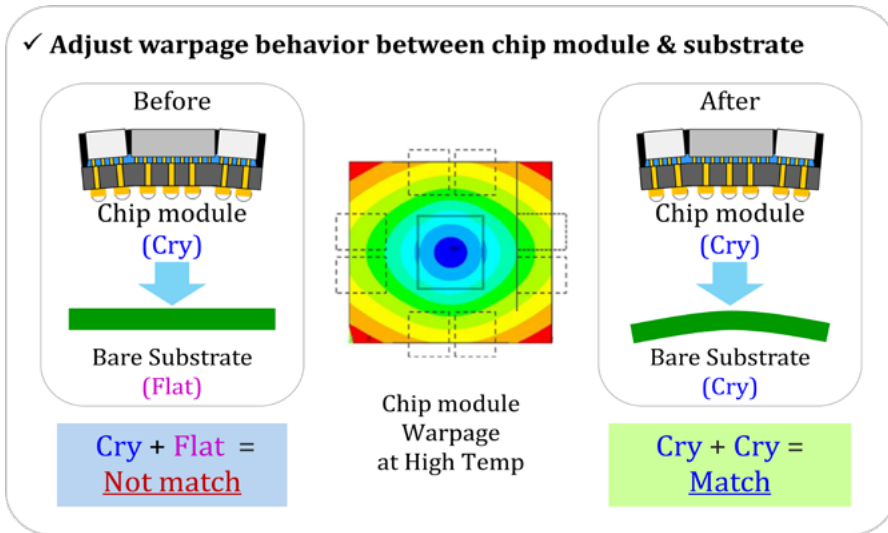 ✓ Adjust warpage behavior between chip module & substrate
Before
Chip module
(Cry)
Bare Substrate
(Flat)
Cry + Flat =
Not match
Chip module
Warpage
at High Temp
After
Chip module
(Cry)
Bare Substrate
(Cry)
Cry + Cry =
Match